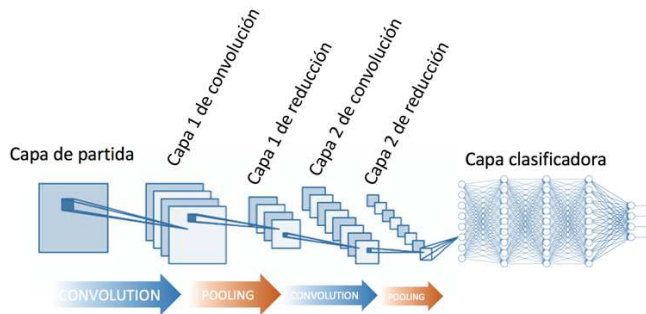 Capa de partida
Capa 1 de convolución
Capa 1 de reducción
Capa 2 de convolución
Capa 2 de reducción
Capa clasificadora
CONVOLUTION
POOLING
CONVOLUTION
POOLING